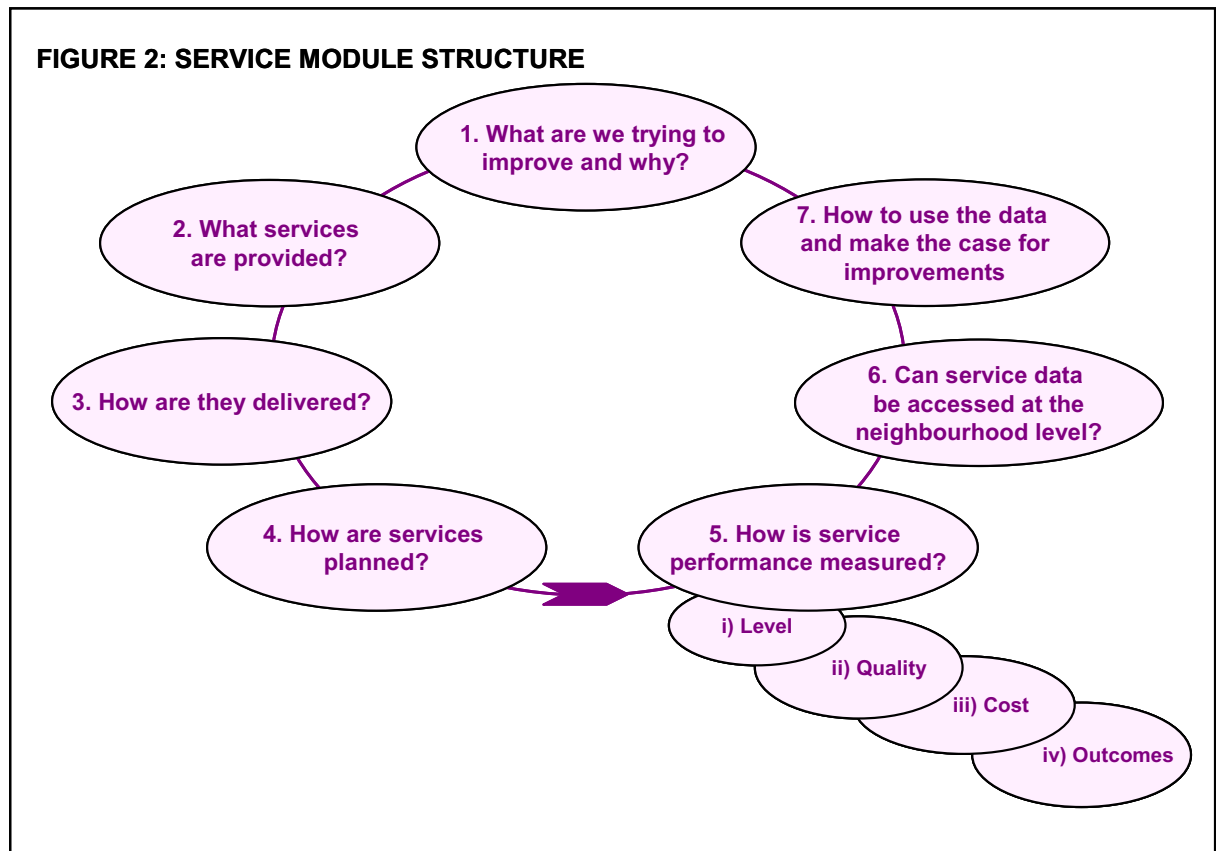 FIGURE 2: SERVICE MODULE STRUCTURE
1. What are we trying to
improve and why?
2. What services
are provided?
3. How are they delivered?
4. How are services
planned?
5. How is service
performance measured?
i) Level
ii) Quality
iii) Cost
iv) Outcomes
6. Can service data
be accessed at the
neighbourhood level?
7. How to use the data
and make the case for
improvements